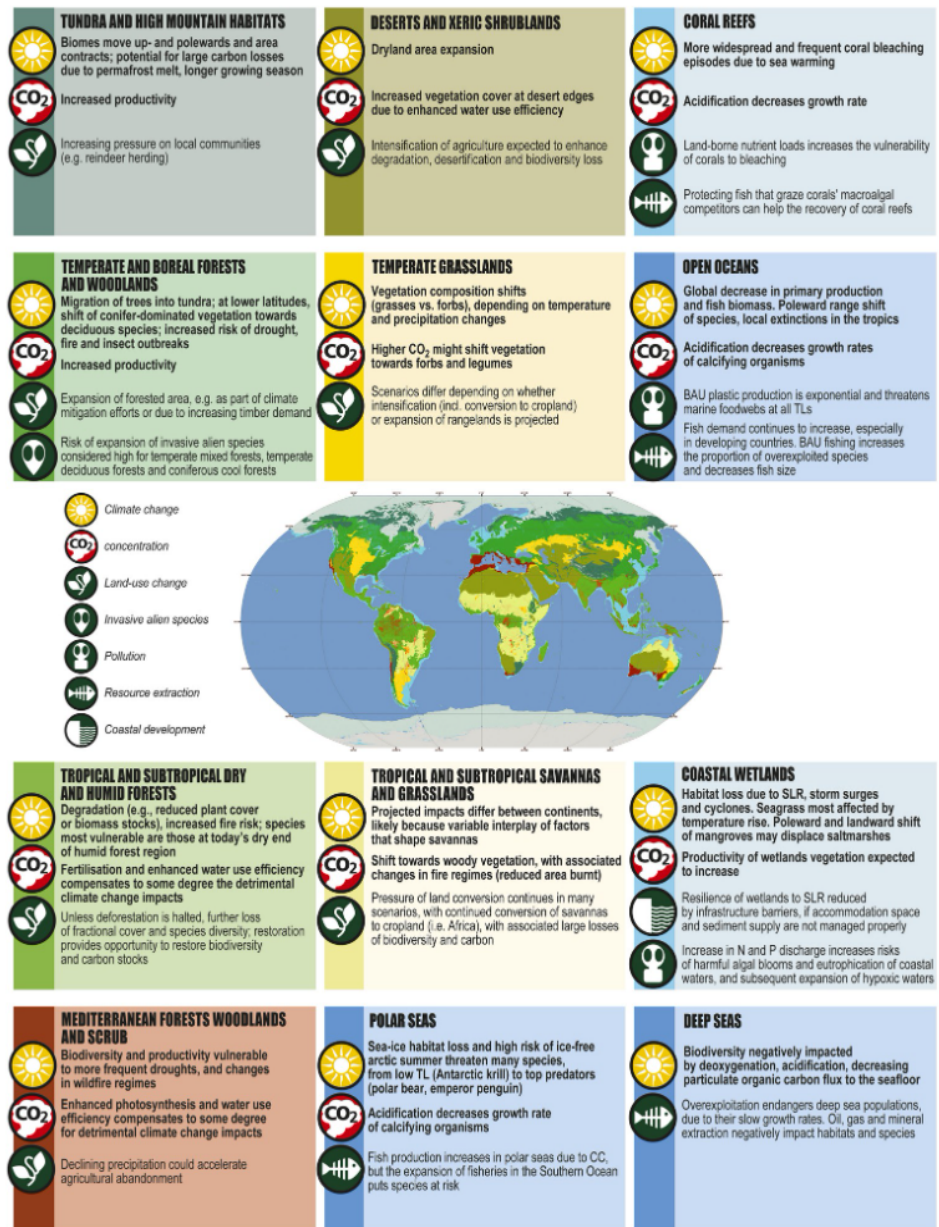 TUNDRA AND HIGH MOUNTAIN HABITATS
Biomes move up- and polewards and area
contracts; potential for large carbon losses
due to permafrost melt, longer growing season
CO2
Increased productivity
Increasing pressure on local communities
(e.g. reindeer herding)
DESERTS AND XERIC SHRUBLANDS
Dryland area expansion
CO2
Increased vegetation cover at desert edges
due to enhanced water use efficiency
Intensification of agriculture expected to enhance
degradation, desertification and biodiversity loss
CORAL REEFS
More widespread and frequent coral bleaching
episodes due to sea warming
CO2
Acidification decreases growth rate
Land-borne nutrient loads increases the vulnerability
of corals to bleaching
Protecting fish that graze corals' macroalgal
competitors can help the recovery of coral reefs
TEMPERATE AND BOREAL FORESTS
AND WOODLANDS
Migration of trees into tundra; at lower latitudes,
shift of conifer-dominated vegetation towards
deciduous species; increased risk of drought,
fire and insect outbreaks
CO2
Increased productivity
Expansion of forested area, e.g. as part of climate
mitigation efforts or due to increasing timber demand
Risk of expansion of invasive alien species
considered high for temperate mixed forests, temperate
deciduous forests and coniferous cool forests
TEMPERATE GRASSLANDS
Vegetation composition shifts
(grasses vs. forbs), depending on temperature
and precipitation changes
CO2
Higher CO2 might shift vegetation
towards forbs and legumes
Scenarios differ depending on whether
intensification (incl. conversion to cropland)
or expansion of rangelands is projected
OPEN OCEANS
Global decrease in primary production
and fish biomass. Poleward range shift
of species, local extinctions in the tropics
CO2
Acidification decreases growth rates
of calcifying organisms
BAU plastic production is exponential and threatens
marine foodwebs at all TLs
Fish demand continues to increase, especially
in developing countries. BAU fishing increases
the proportion of overexploited species
and decreases fish size
Climate change
CO2
concentration
Land-use change
Invasive alien species
Pollution
Resource extraction
Coastal development
TROPICAL AND SUBTROPICAL DRY
AND HUMID FORESTS
Degradation (e.g., reduced plant cover
or biomass stocks), increased fire risk; species
most vulnerable are those at today's dry end
of humid forest region
CO2
Fertilisation and enhanced water use efficiency
compensates to some degree the detrimental
climate change impacts
Unless deforestation is halted, further loss
of fractional cover and species diversity; restoration
provides opportunity to restore biodiversity
and carbon stocks
TROPICAL AND SUBTROPICAL SAVANNAS
AND GRASSLANDS
Projected impacts differ between continents,
likely because variable interplay of factors
that shape savannas
CO2
Shift towards woody vegetation, with associated
changes in fire regimes (reduced area burnt)
Pressure of land conversion continues in many
scenarios, with continued conversion of savannas
to cropland (i.e. Africa), with associated large losses
of biodiversity and carbon
COASTAL WETLANDS
Habitat loss due to SLR, storm surges
and cyclones. Seagrass most affected by
temperature rise. Poleward and landward shift
of mangroves may displace saltmarshes
CO2
Productivity of wetlands vegetation expected
to increase
Resilience of wetlands to SLR reduced
by infrastructure barriers, if accommodation space
and sediment supply are not managed properly
Increase in N and P discharge increases risks
of harmful algal blooms and eutrophication of coastal
waters, and subsequent expansion of hypoxic waters
MEDITERRANEAN FORESTS WOODLANDS
AND SCRUB
Biodiversity and productivity vulnerable
to more frequent droughts, and changes
in wildfire regimes
CO2
Enhanced photosynthesis and water use
efficiency compensates to some degree
for detrimental climate change impacts
Declining precipitation could accelerate
agricultural abandonment
POLAR SEAS
Sea-ice habitat loss and high risk of ice-free
arctic summer threaten many species,
from low TL (Antarctic krill) to top predators
(polar bear, emperor penguin)
CO2
Acidification decreases growth rate
of calcifying organisms
Fish production increases in polar seas due to CC,
but the expansion of fisheries in the Southern Ocean
puts species at risk
DEEP SEAS
Biodiversity negatively impacted
by deoxygenation, acidification, decreasing
particulate organic carbon flux to the seafloor
Overexploitation endangers deep sea populations,
due to their slow growth rates. Oil, gas and mineral
extraction negatively impact habitats and species